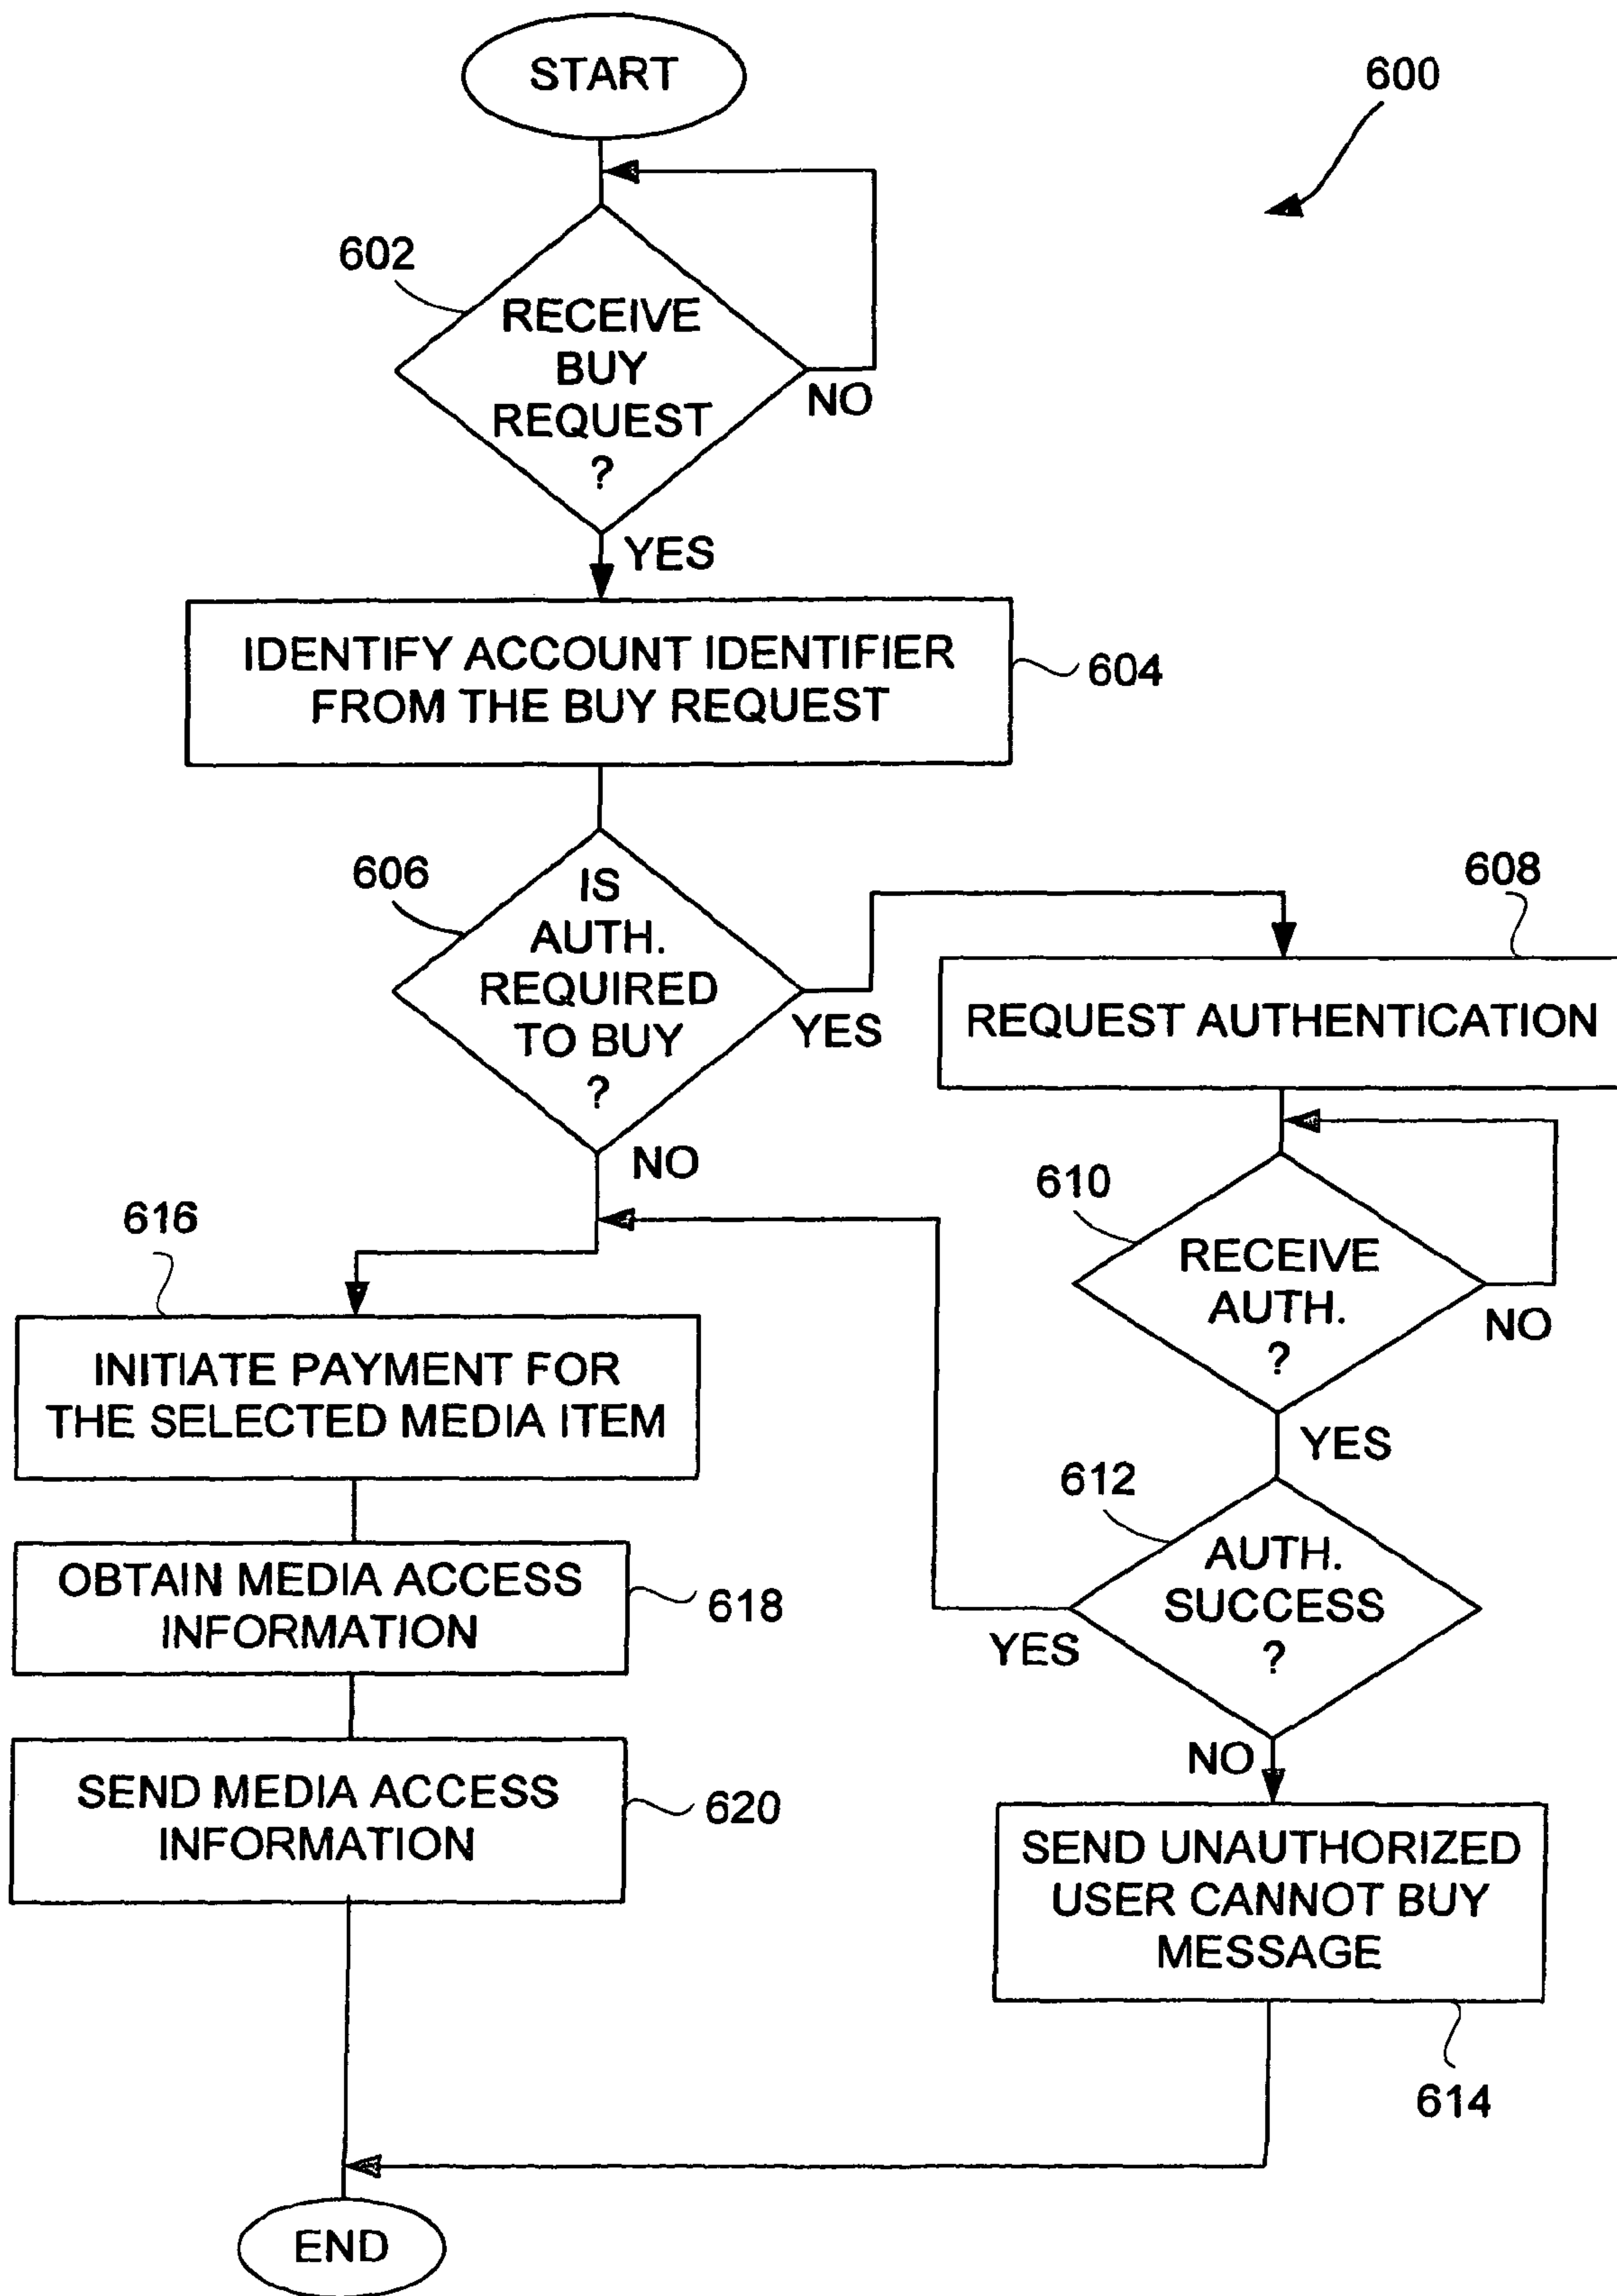 START
600
602
RECEIVE
BUY
REQUEST
?
NO
YES
IDENTIFY ACCOUNT IDENTIFIER
FROM THE BUY REQUEST
604
606
IS
AUTH.
REQUIRED
TO BUY
?
YES
NO
608
REQUEST AUTHENTICATION
610
RECEIVE
AUTH.
?
NO
YES
612
AUTH.
SUCCESS
?
YES
NO
SEND UNAUTHORIZED
USER CANNOT BUY
MESSAGE
614
616
INITIATE PAYMENT FOR
THE SELECTED MEDIA ITEM
OBTAIN MEDIA ACCESS
INFORMATION
618
SEND MEDIA ACCESS
INFORMATION
620
END